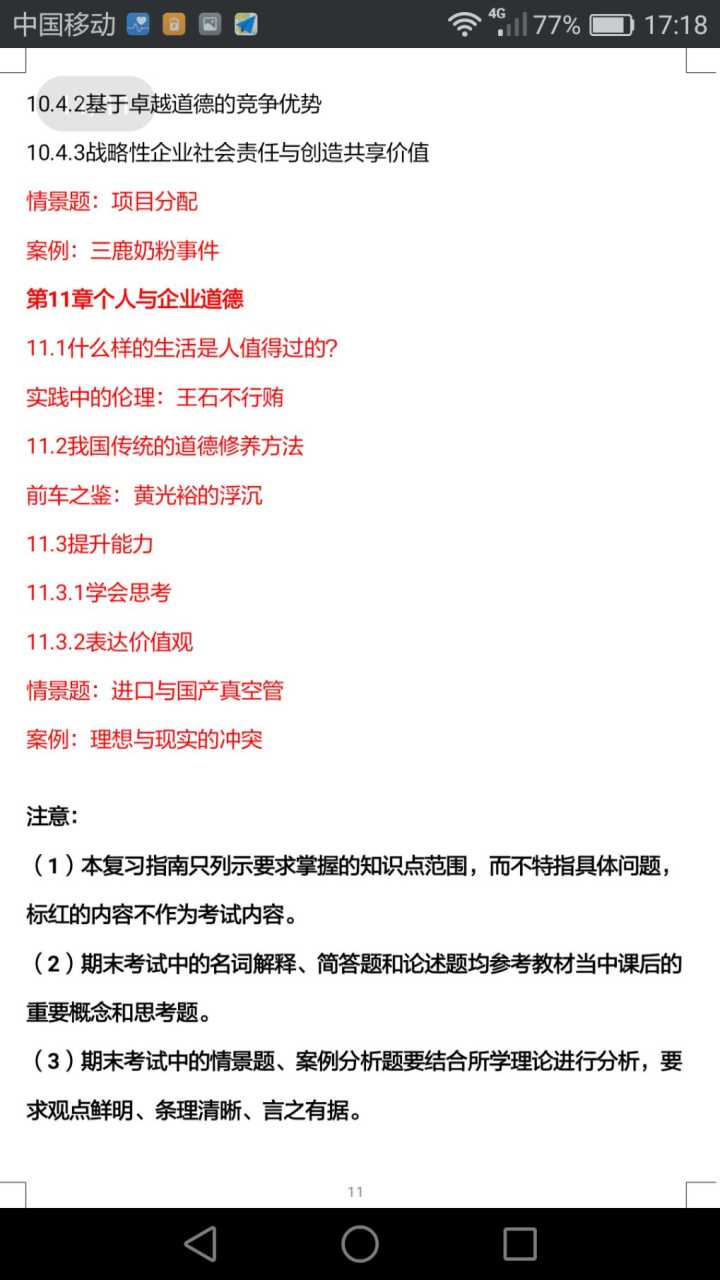 中国移动 4G 77% 17:18
10.4.2基于卓越道德的竞争优势
10.4.3战略性企业社会责任与创造共享价值
情景题：项目分配
案例：三鹿奶粉事件
第11章个人与企业道德
11.1什么样的生活是人值得过的?
实践中的伦理：王石不行贿
11.2我国传统的道德修养方法
前车之鉴：黄光裕的浮沉
11.3提升能力
11.3.1学会思考
11.3.2表达价值观
情景题：进口与国产真空管
案例：理想与现实的冲突
注意：
（1）本复习指南只列示要求掌握的知识点范围，而不特指具体问题，
标红的内容不作为考试内容。
（2）期末考试中的名词解释、简答题和论述题均参考教材当中课后的
重要概念和思考题。
（3）期末考试中的情景题、案例分析题要结合所学理论进行分析，要
求观点鲜明、条理清晰、言之有据。
11